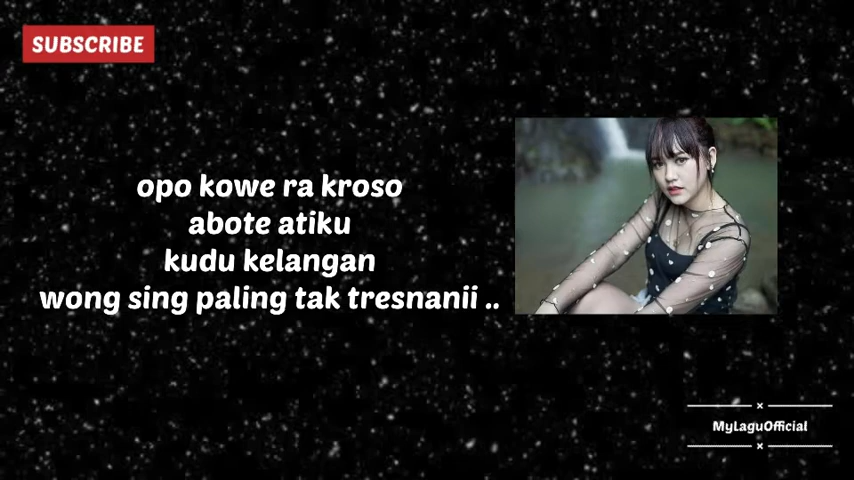 SUBSCRIBE
opo kowe ra kroso
abote atiku
kudu kelangan
wong sing paling tak tresnanii ..
MyLaguOfficial